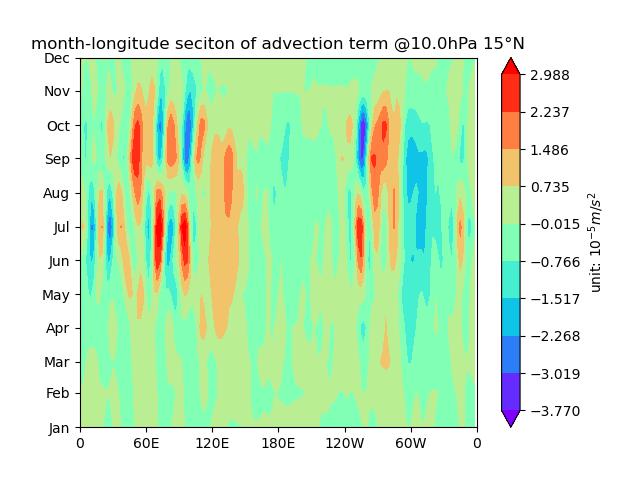 month-longitude seciton of advection term @10.0hPa 15°N
Dec
Nov
Oct
Sep
Aug
Jul
Jun
May
Apr
Mar
Feb
Jan
0 60E 120E 180E 120W 60W 0
2.988
2.237
1.486
0.735
−0.015
−0.766
−1.517
−2.268
−3.019
−3.770
unit: 10⁻⁵m/s²